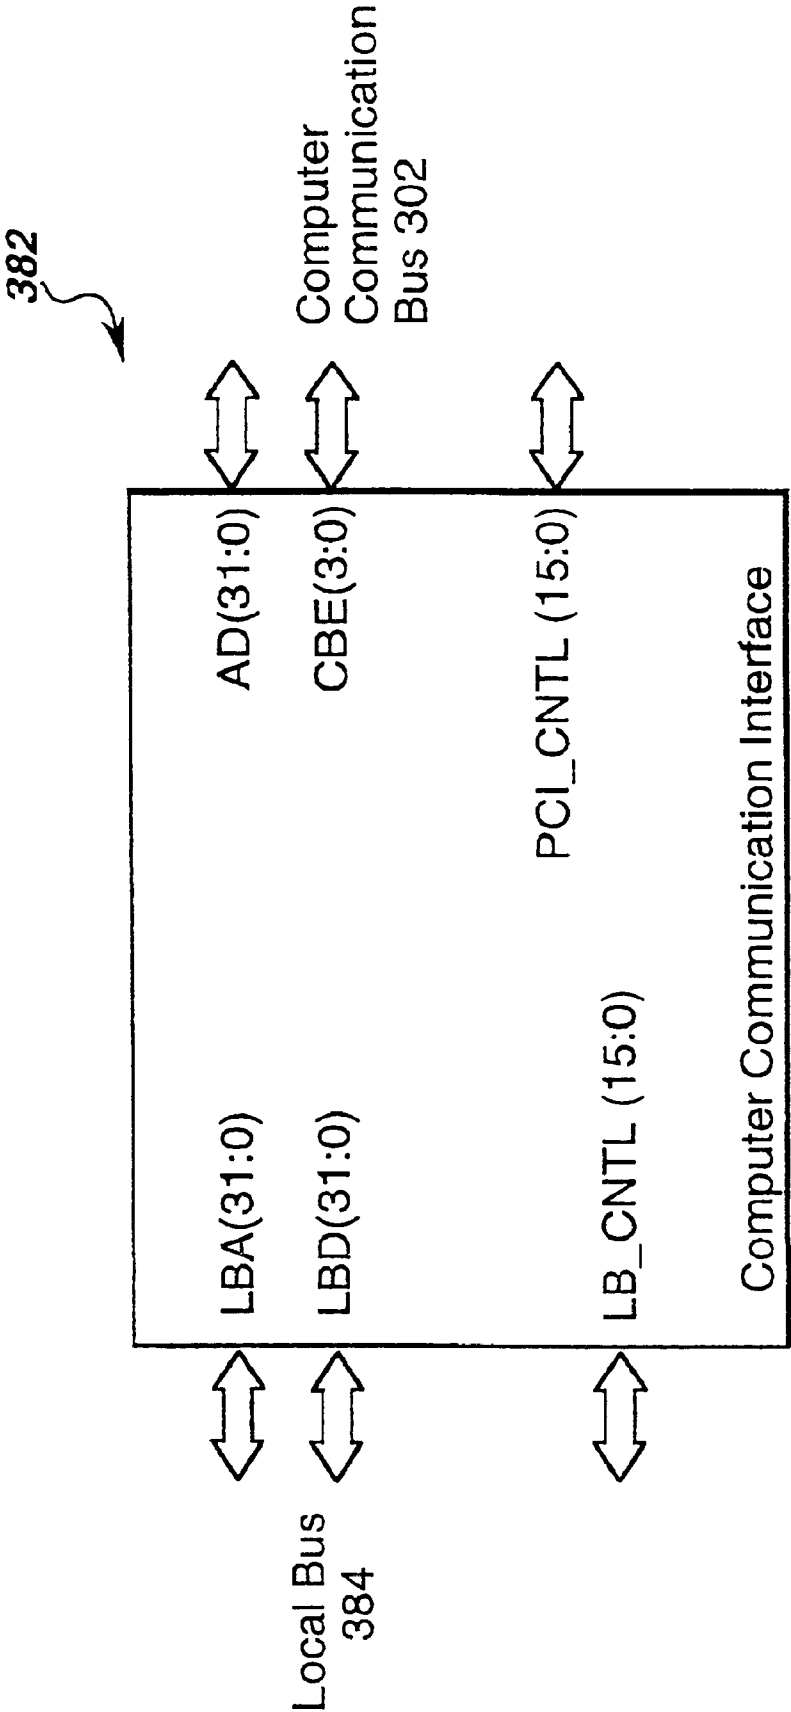 382
LBA(31:0)
AD(31:0)
Local Bus
384
LBD(31:0)
CBE(3:0)
Computer
Communication
Bus 302
PCI_CNTL (15:0)
LB_CNTL (15:0)
Computer Communication Interface